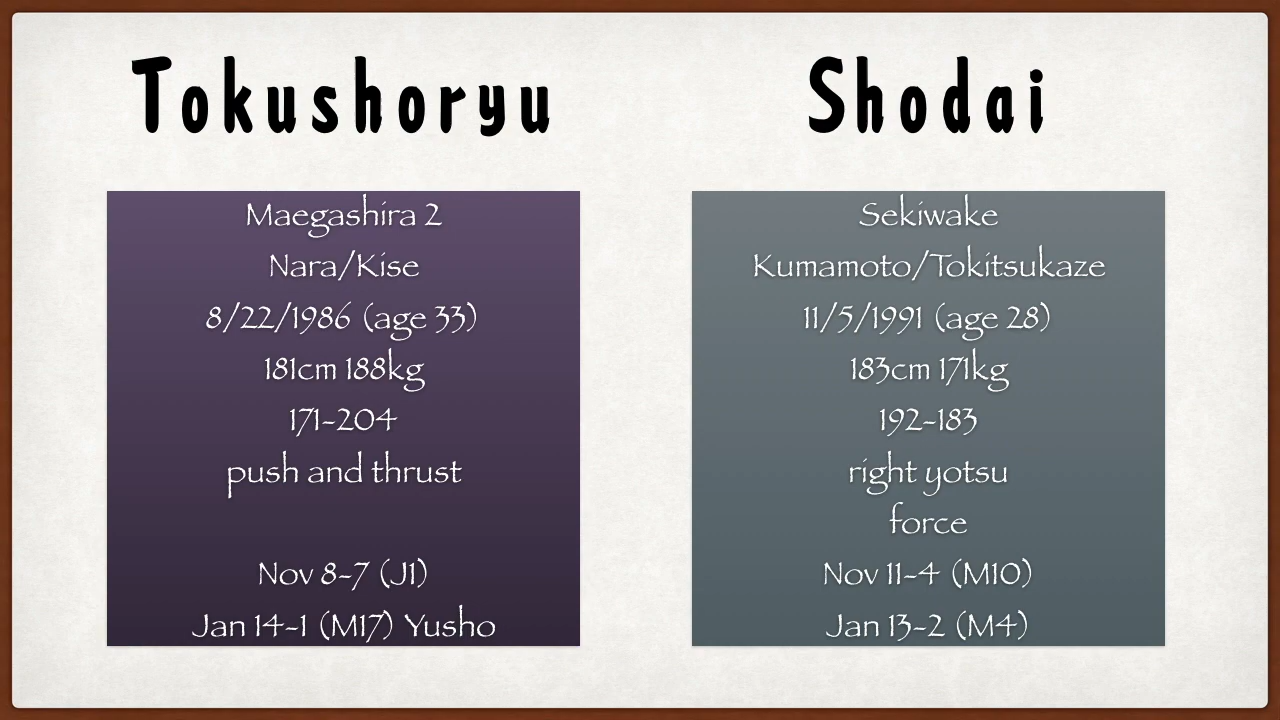 Tokushoryu
Maegashira 2
Nara/Kise
8/22/1986 (age 33)
181cm 188kg
171-204
push and thrust
Nov 8-7 (J1)
Jan 14-1 (M17) Yusho
Shodai
Sekiwake
Kumamoto/Tokitsukaze
11/5/1991 (age 28)
183cm 171kg
192-183
right yotsu
force
Nov 11-4 (M10)
Jan 13-2 (M4)